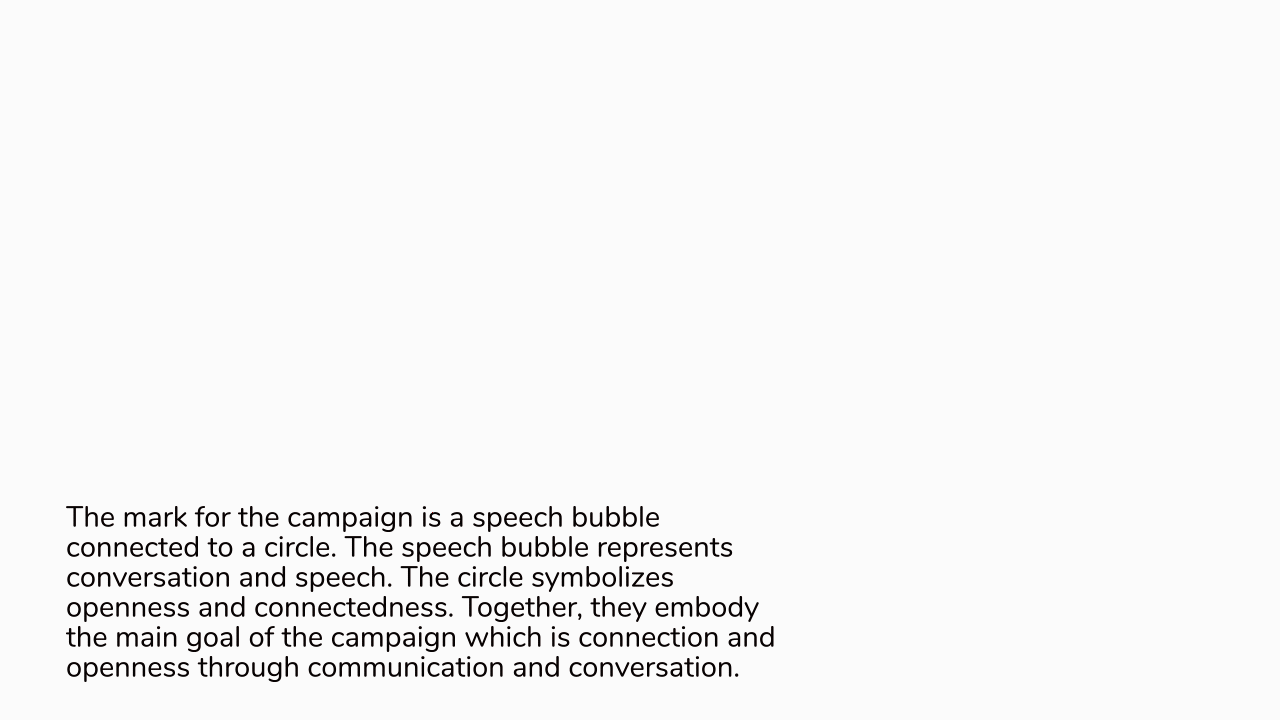 The mark for the campaign is a speech bubble
connected to a circle. The speech bubble represents
conversation and speech. The circle symbolizes
openness and connectedness. Together, they embody
the main goal of the campaign which is connection and
openness through communication and conversation.